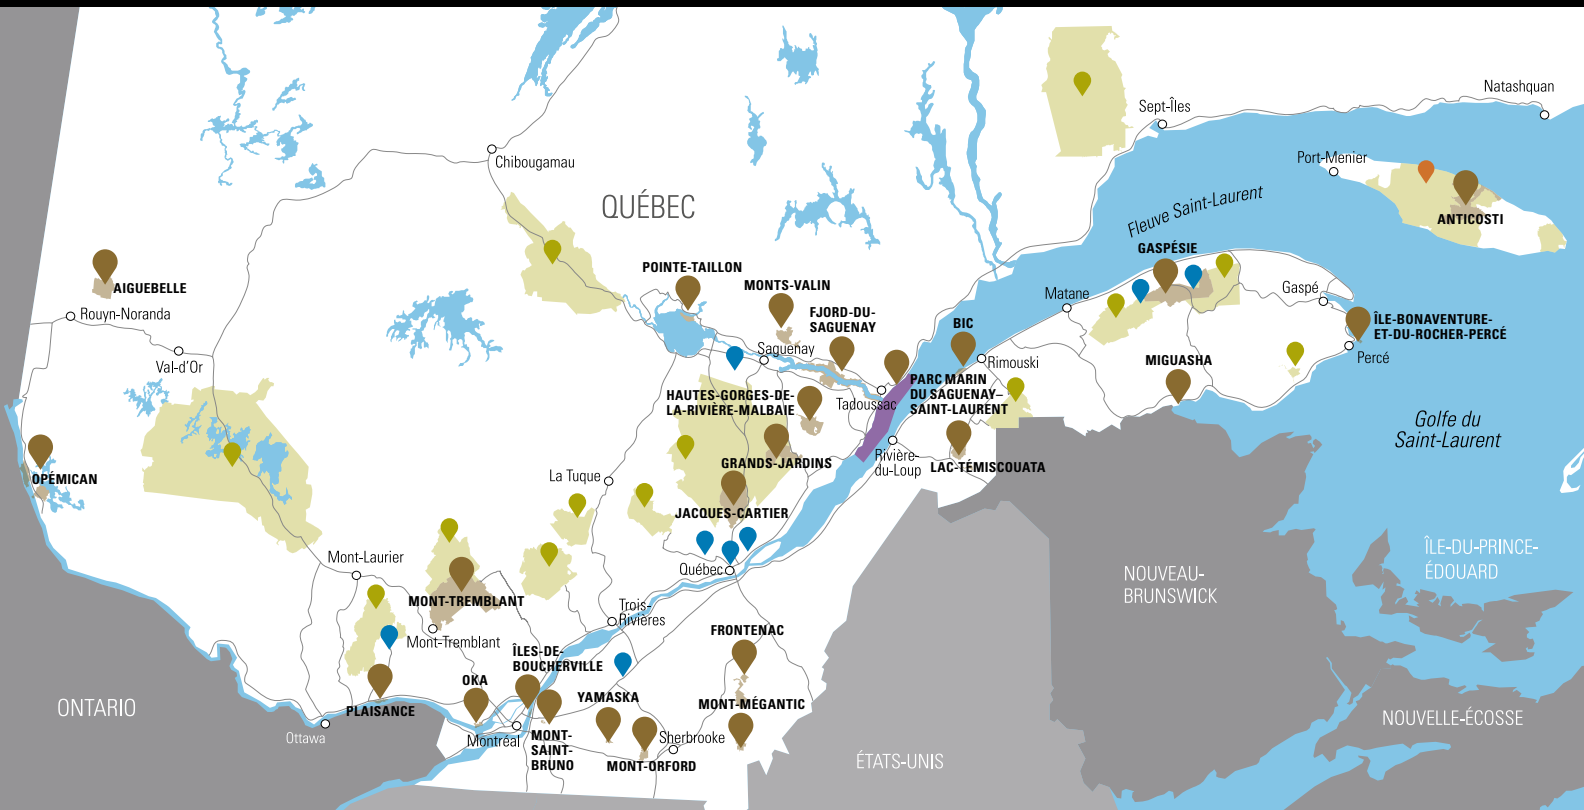 Natashquan
Sept-Îles
Chibougamau
Port-Menier
QUÉBEC
Fleuve Saint-Laurent
ANTICOSTI
GASPÉSIE
POINTE-TAILLON
AIGUEBELLE
MONTS-VALIN
Matane
Gaspé
Rouyn-Noranda
FJORD-DU-
SAGUENAY
BIC
ÎLE-BONAVENTURE-
ET-DU-ROCHER-PERCÉ
Saguenay
Rimouski
MIGUASHA
Percé
Val-d'Or
PARC MARIN
DU SAGUENAY–
SAINT-LAURENT
HAUTES-GORGES-DE-
LA-RIVIÈRE-MALBAIE
Tadoussac
Golfe du
Saint-Laurent
Rivière-
du-Loup
GRANDS-JARDINS
LAC-TÉMISCOUATA
OPÉMICAN
La Tuque
JACQUES-CARTIER
Mont-Laurier
Québec
ÎLE-DU-PRINCE-
ÉDOUARD
NOUVEAU-
BRUNSWICK
MONT-TREMBLANT
Trois-
Rivières
Mont-Tremblant
FRONTENAC
ÎLES-DE-
BOUCHERVILLE
OKA
YAMASKA
MONT-MÉGANTIC
ONTARIO
PLAISANCE
NOUVELLE-ÉCOSSE
Ottawa
Montréal
MONT-
SAINT-
BRUNO
Sherbrooke
MONT-ORFORD
ÉTATS-UNIS